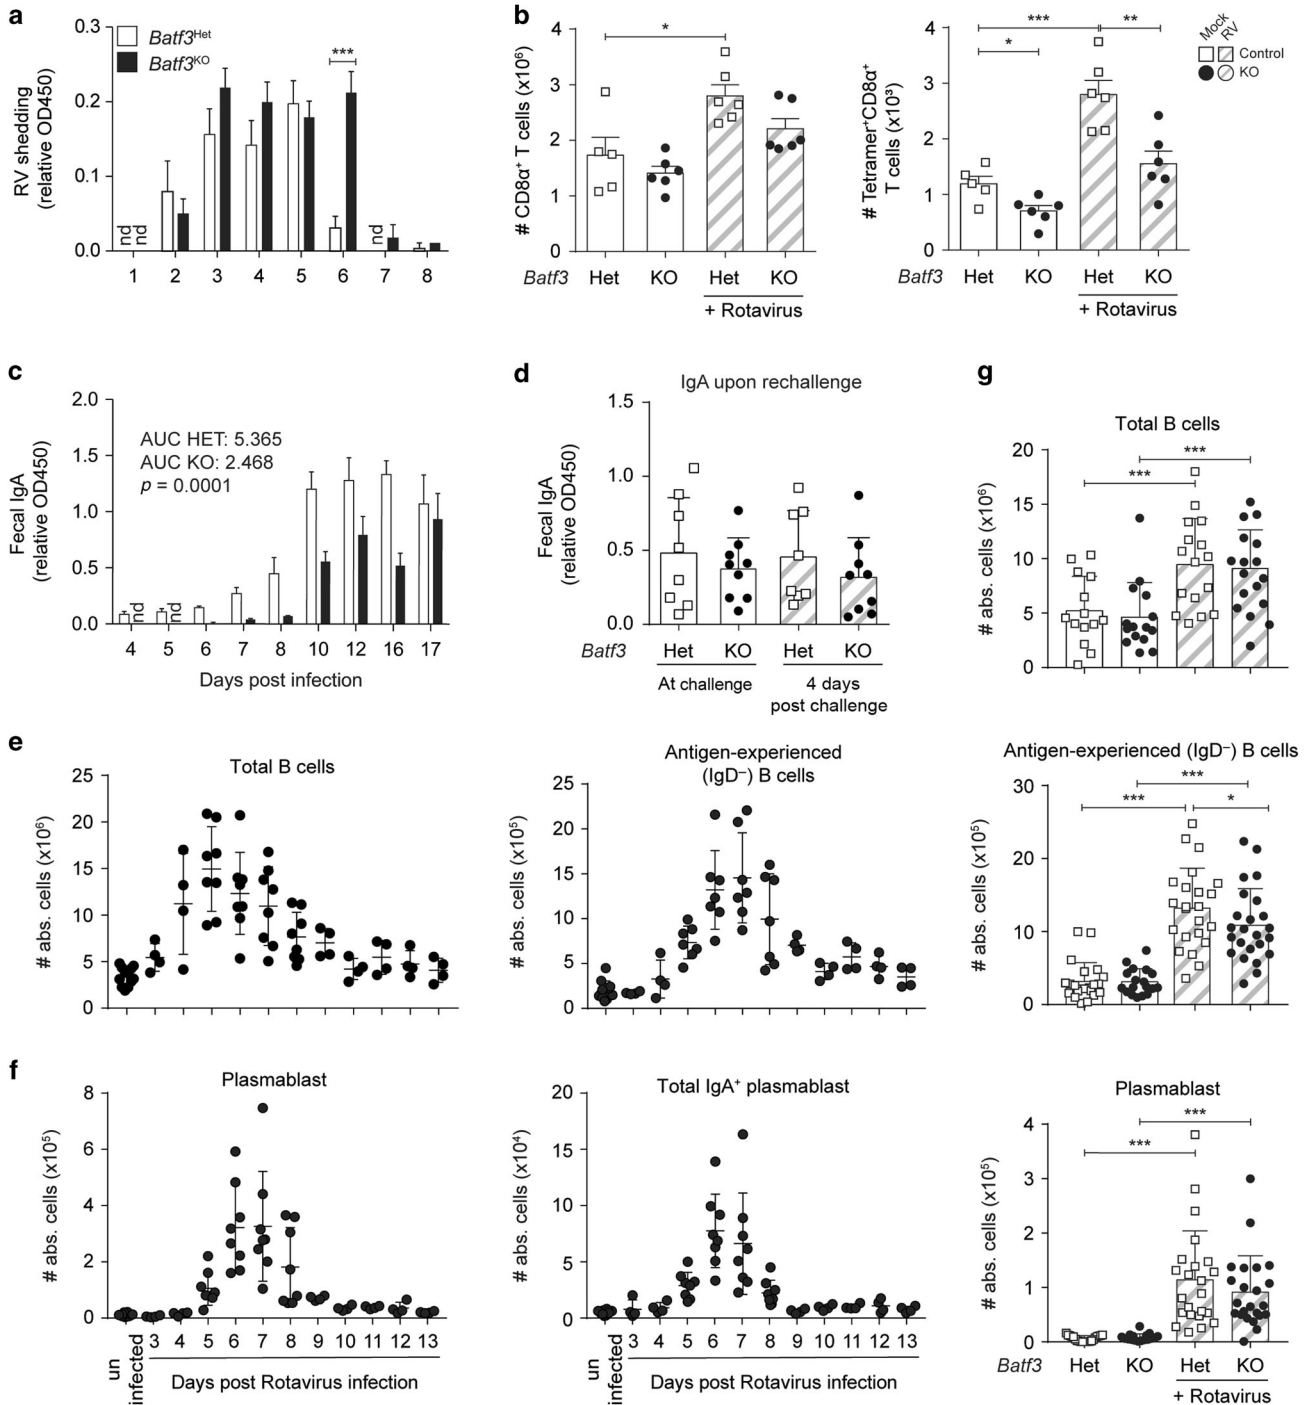 a
RV shedding
(relative OD450)
0.3
0.2
0.1
0.0
Batf3Het
Batf3KO
***
nd
nd
nd
1 2 3 4 5 6 7 8
b
# CD8α⁺ T cells (x10⁶)
4
3
2
1
0
*
Batf3 Het KO Het KO
+ Rotavirus
# Tetramer⁺CD8α⁺
T cells (x10³)
4
3
2
1
0
***
**
*
Batf3 Het KO Het KO
+ Rotavirus
Mock
RV
Control
KO
c
Fecal IgA
(relative OD450)
2.0
1.5
1.0
0.5
0.0
AUC HET: 5.365
AUC KO: 2.468
p = 0.0001
nd
nd
4 5 6 7 8 10 12 16 17
Days post infection
d
IgA upon rechallenge
Fecal IgA
(relative OD450)
1.5
1.0
0.5
0.0
Batf3 Het KO Het KO
At challenge
4 days
post challenge
g
Total B cells
# abs. cells (x10⁶)
20
15
10
5
0
***
***
e
Total B cells
# abs. cells (x10⁶)
25
20
15
10
5
0
Antigen-experienced
(IgD⁻) B cells
# abs. cells (x10⁵)
25
20
15
10
5
0
Antigen-experienced (IgD⁻) B cells
# abs. cells (x10⁵)
30
20
10
0
***
***
*
f
Plasmablast
# abs. cells (x10⁵)
8
6
4
2
0
un
infected
3 4 5 6 7 8 9 10 11 12 13
Days post Rotavirus infection
Total IgA⁺ plasmablast
# abs. cells (x10⁴)
20
15
10
5
0
un
infected
3 4 5 6 7 8 9 10 11 12 13
Days post Rotavirus infection
Plasmablast
# abs. cells (x10⁵)
4
3
2
1
0
***
***
Batf3 Het KO Het KO
+ Rotavirus